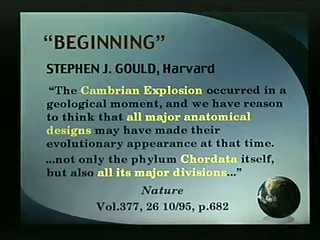 “BEGINNING”
STEPHEN J. GOULD, Harvard
“The Cambrian Explosion occurred in a
geological moment, and we have reason
to think that all major anatomical
designs may have made their
evolutionary appearance at that time.
...not only the phylum Chordata itself,
but also all its major divisions...”
Nature
Vol.377, 26 10/95, p.682